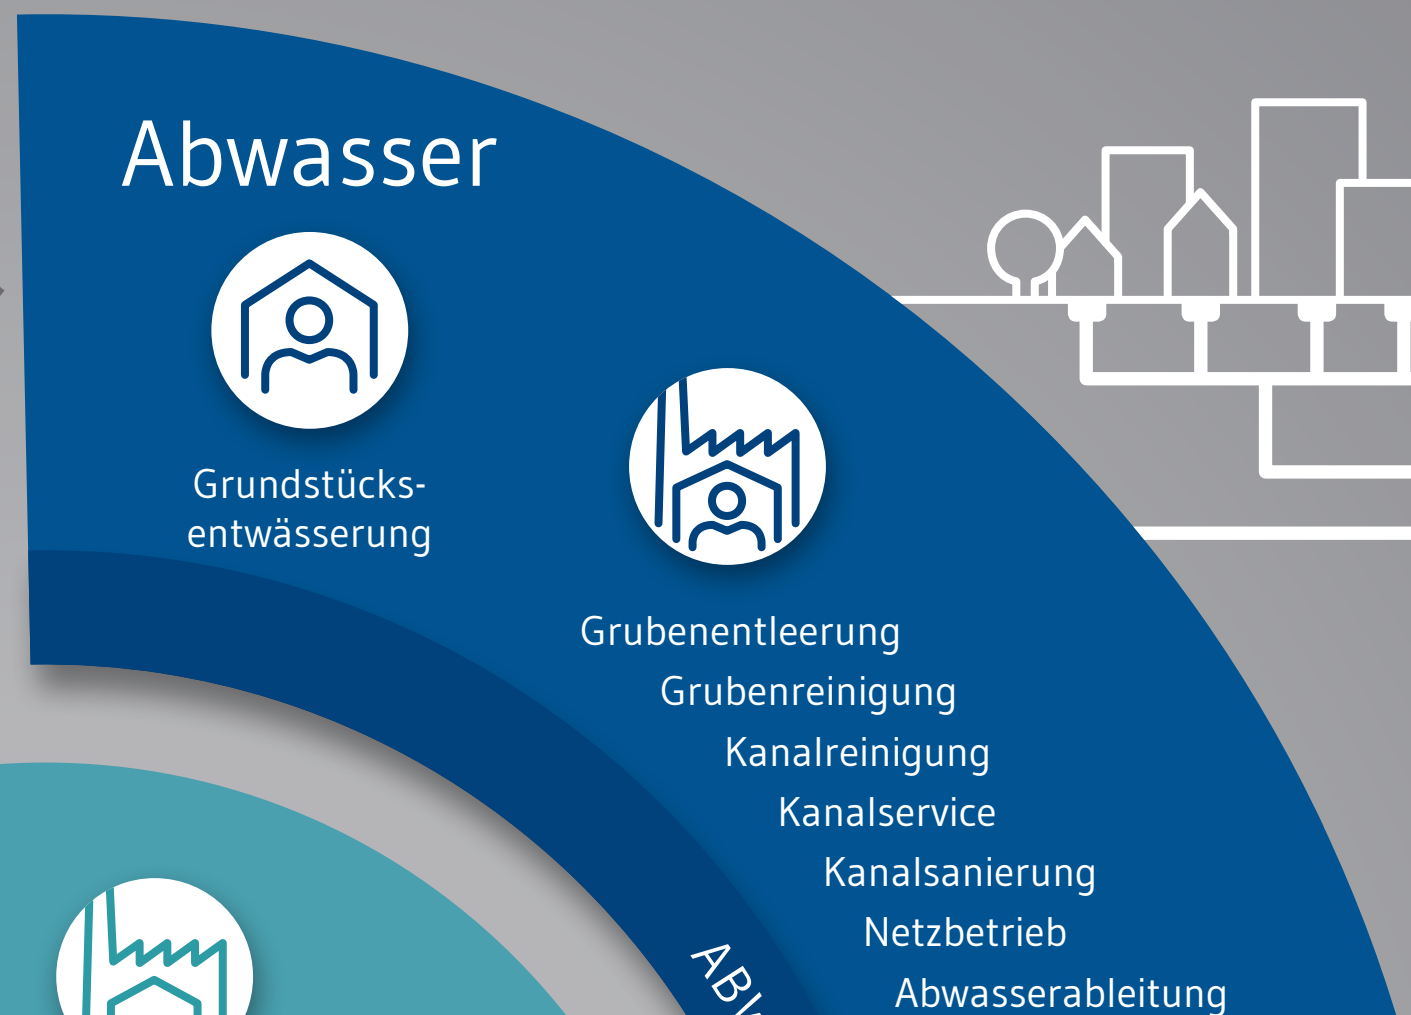 Abwasser
Grundstücks-
entwässerung
Grubenentleerung
Grubenreinigung
Kanalreinigung
Kanalservice
Kanalsanierung
Netzbetrieb
Abwasserableitung